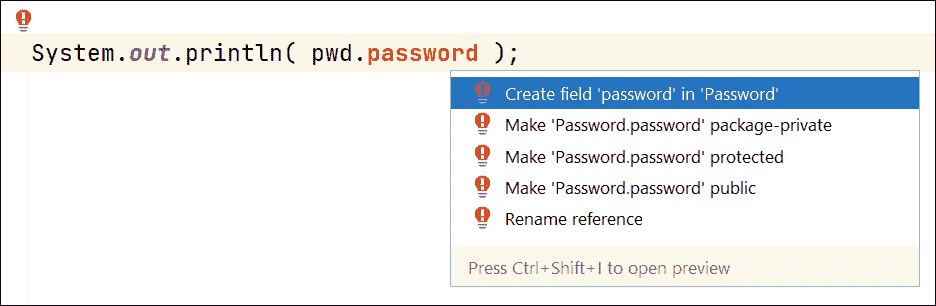 System.out.println( pwd.password );
Create field 'password' in 'Password'
Make 'Password.password' package-private
Make 'Password.password' protected
Make 'Password.password' public
Rename reference
Press Ctrl+Shift+I to open preview